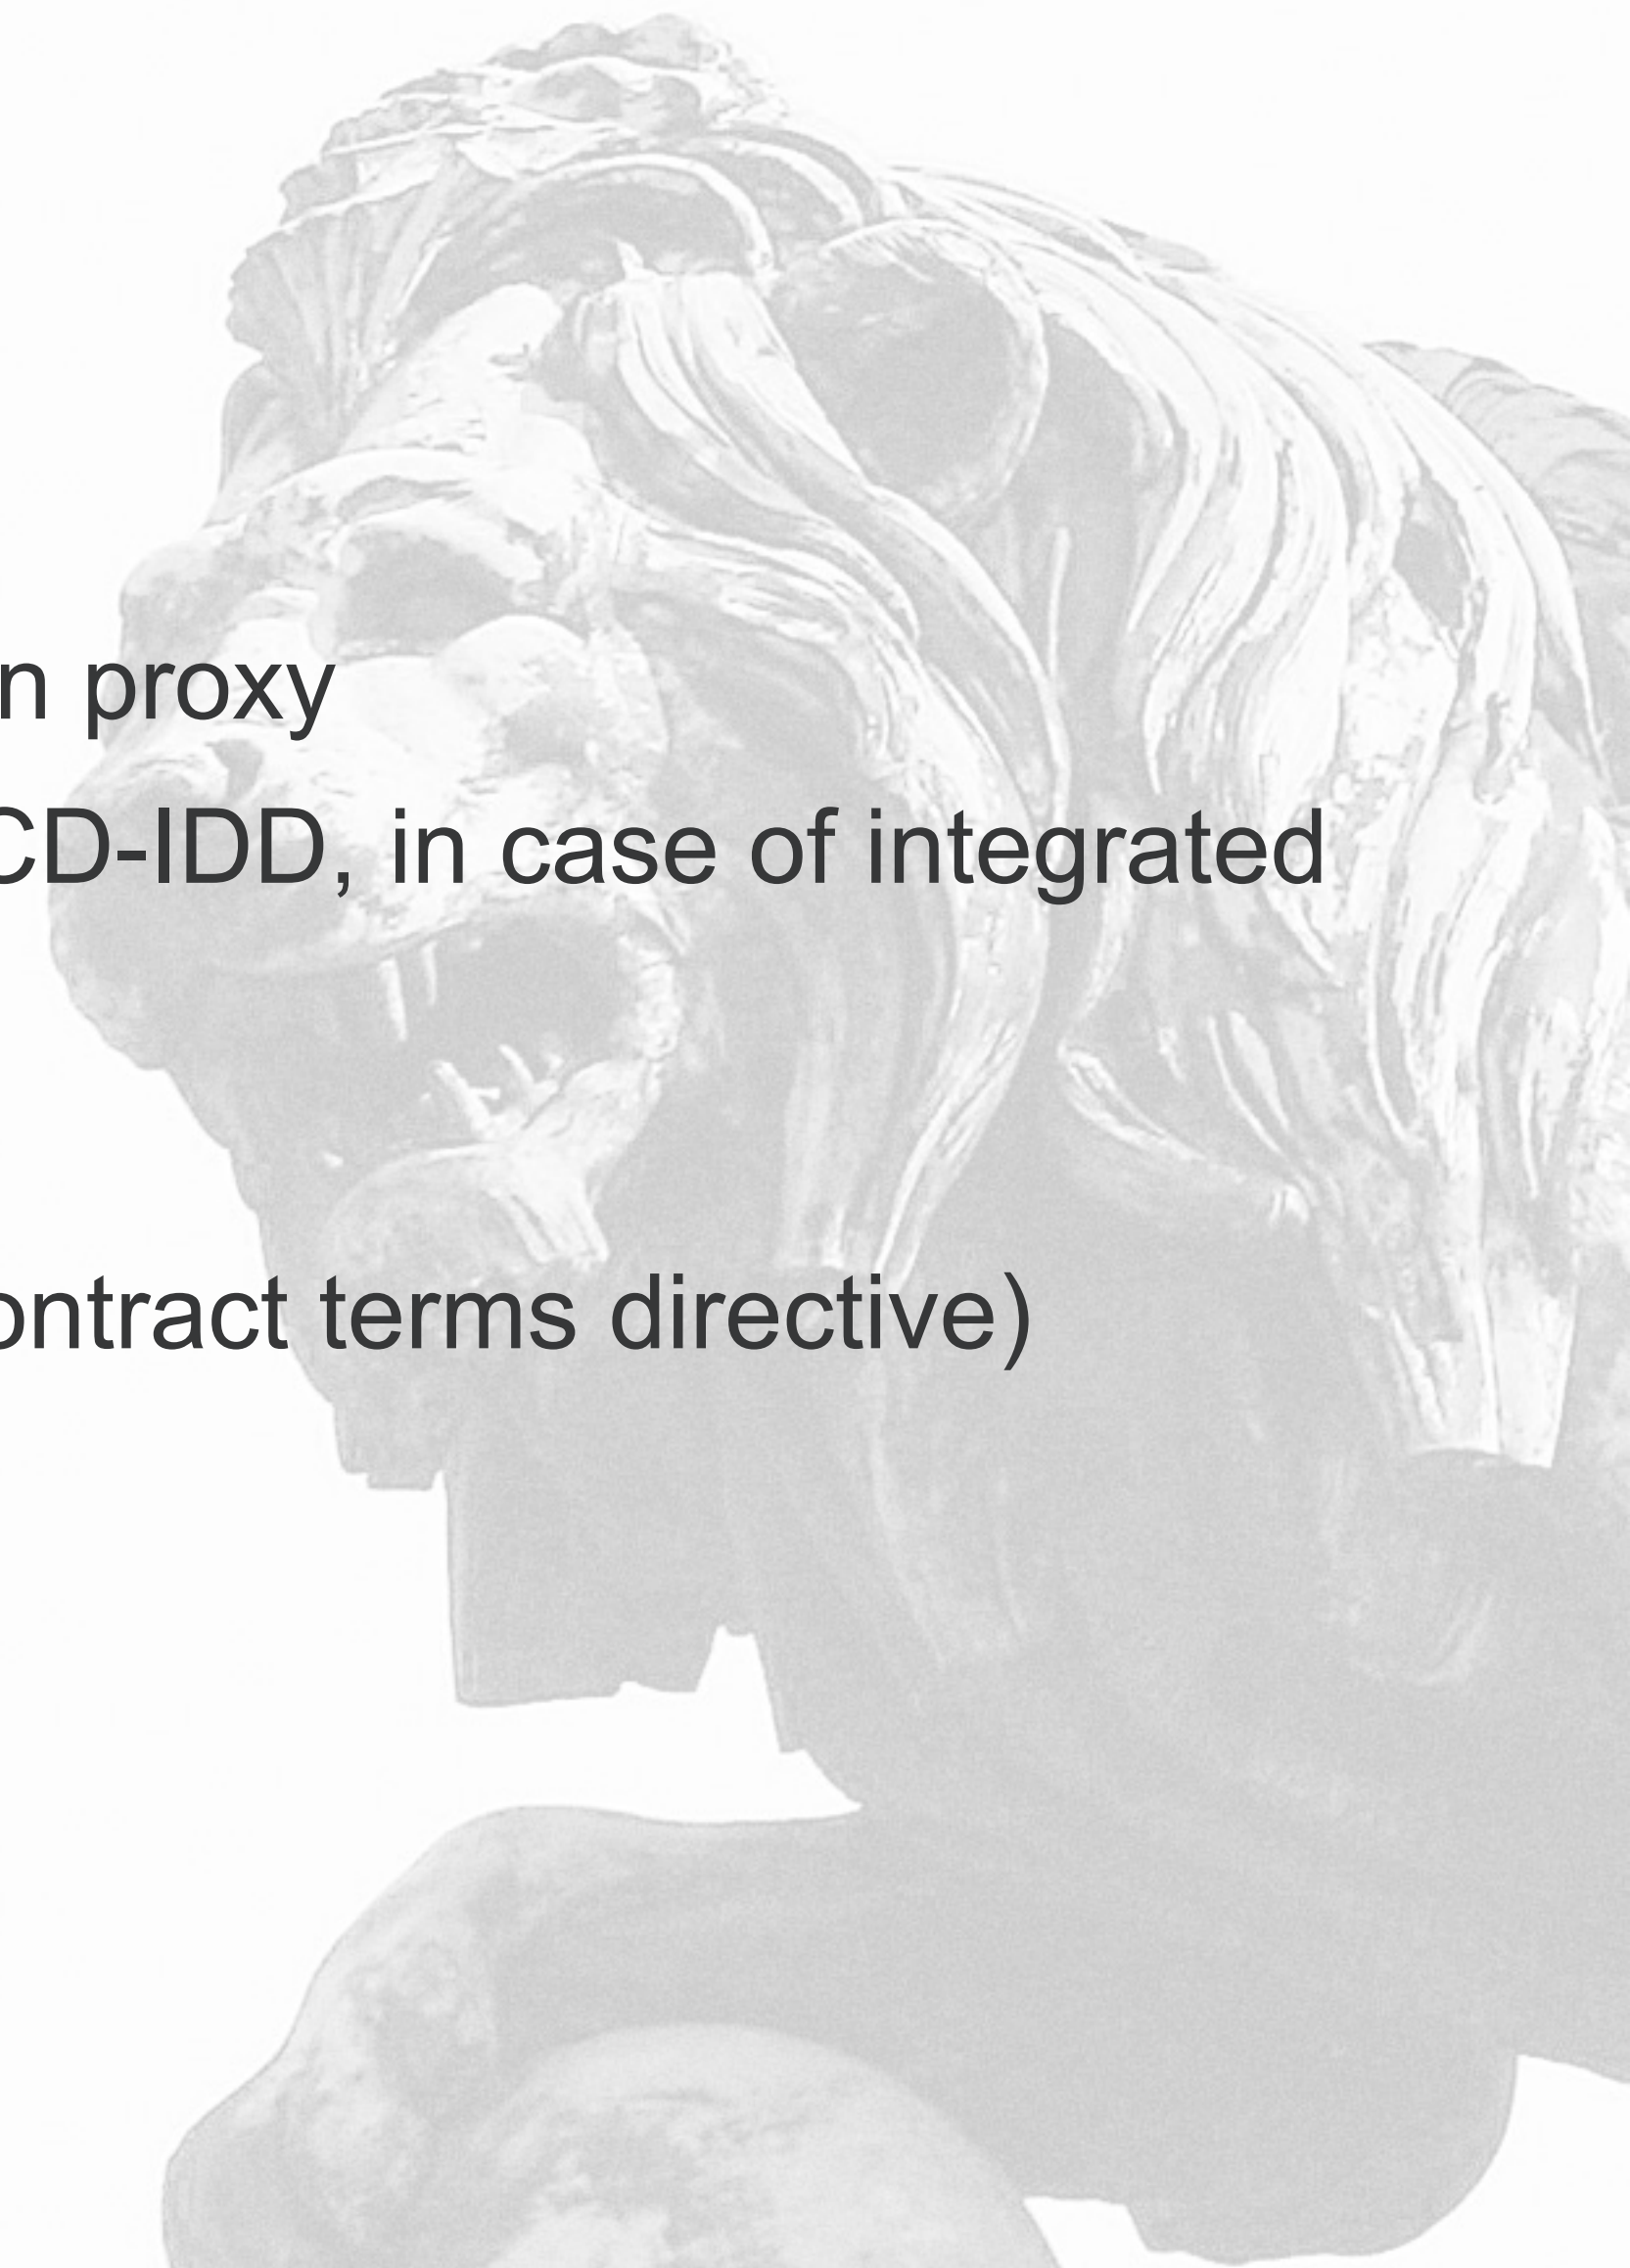 n proxy
CD-IDD, in case of integrated
ontract terms directive)